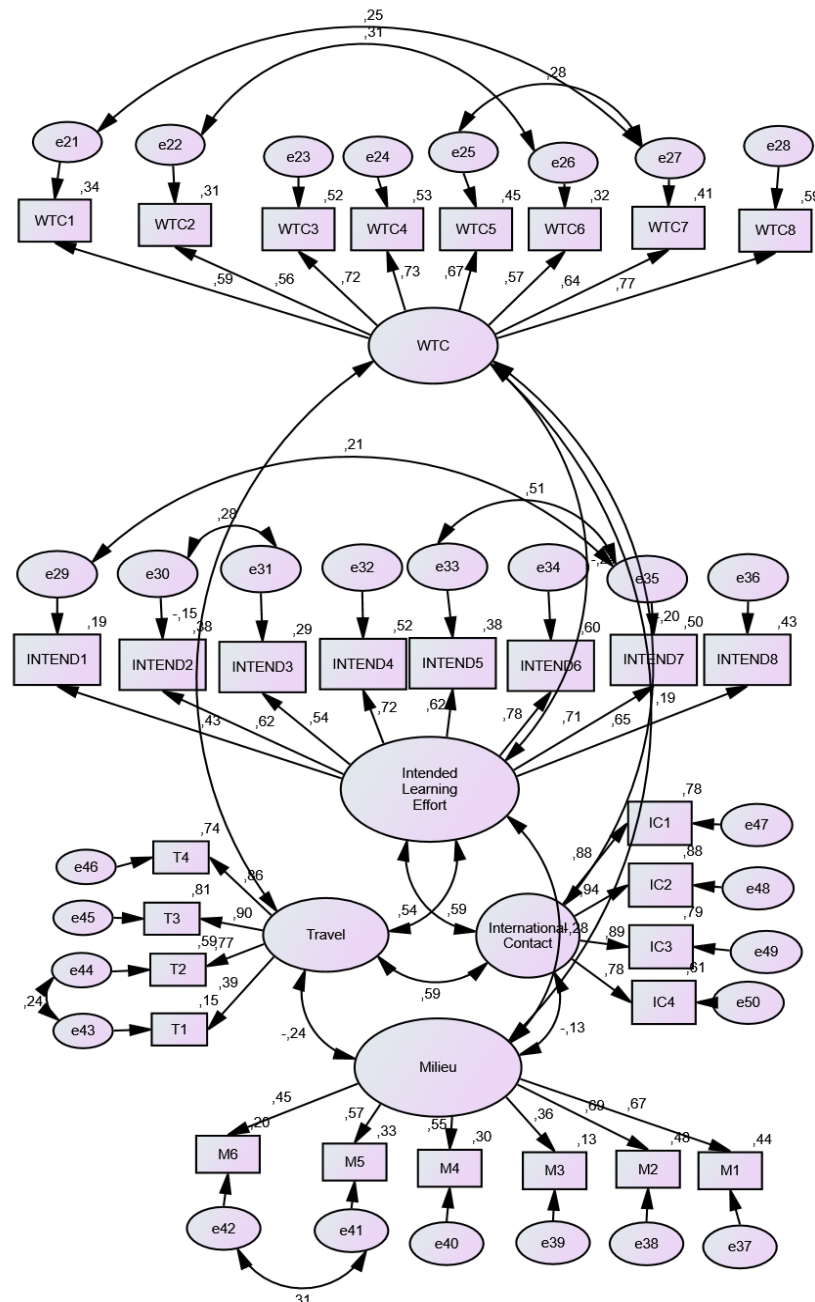 ,25
,31
,28
e21
e22
e23
e24
e25
e26
e27
e28
,34
,31
,52
,53
,45
,32
,41
,59
WTC1
WTC2
WTC3
WTC4
WTC5
WTC6
WTC7
WTC8
,59
,56
,72
,73
,67
,57
,64
,77
WTC
,21
,28
,51
e29
e30
e31
e32
e33
e34
e35
e36
,19
-,15
,38
,29
,52
,38
,60
-,20
,50
,43
INTEND1
INTEND2
INTEND3
INTEND4
INTEND5
INTEND6
INTEND7
INTEND8
,43
,62
,54
,72
,62
,78
,71
,65
,19
Intended
Learning
Effort
,74
e46
T4
,86
,81
e45
T3
,90
,59
,77
e44
T2
,39
,24
,15
e43
T1
Travel
,54
,59
International
Contact
-,28
,59
,78
IC1
e47
,88
,88
IC2
e48
,94
,79
IC3
e49
,89
,61
IC4
e50
,78
-,24
-,13
Milieu
,45
,57
,55
,36
,69
,67
,20
,33
,30
,13
,48
,44
M6
M5
M4
M3
M2
M1
e42
e41
e40
e39
e38
e37
,31